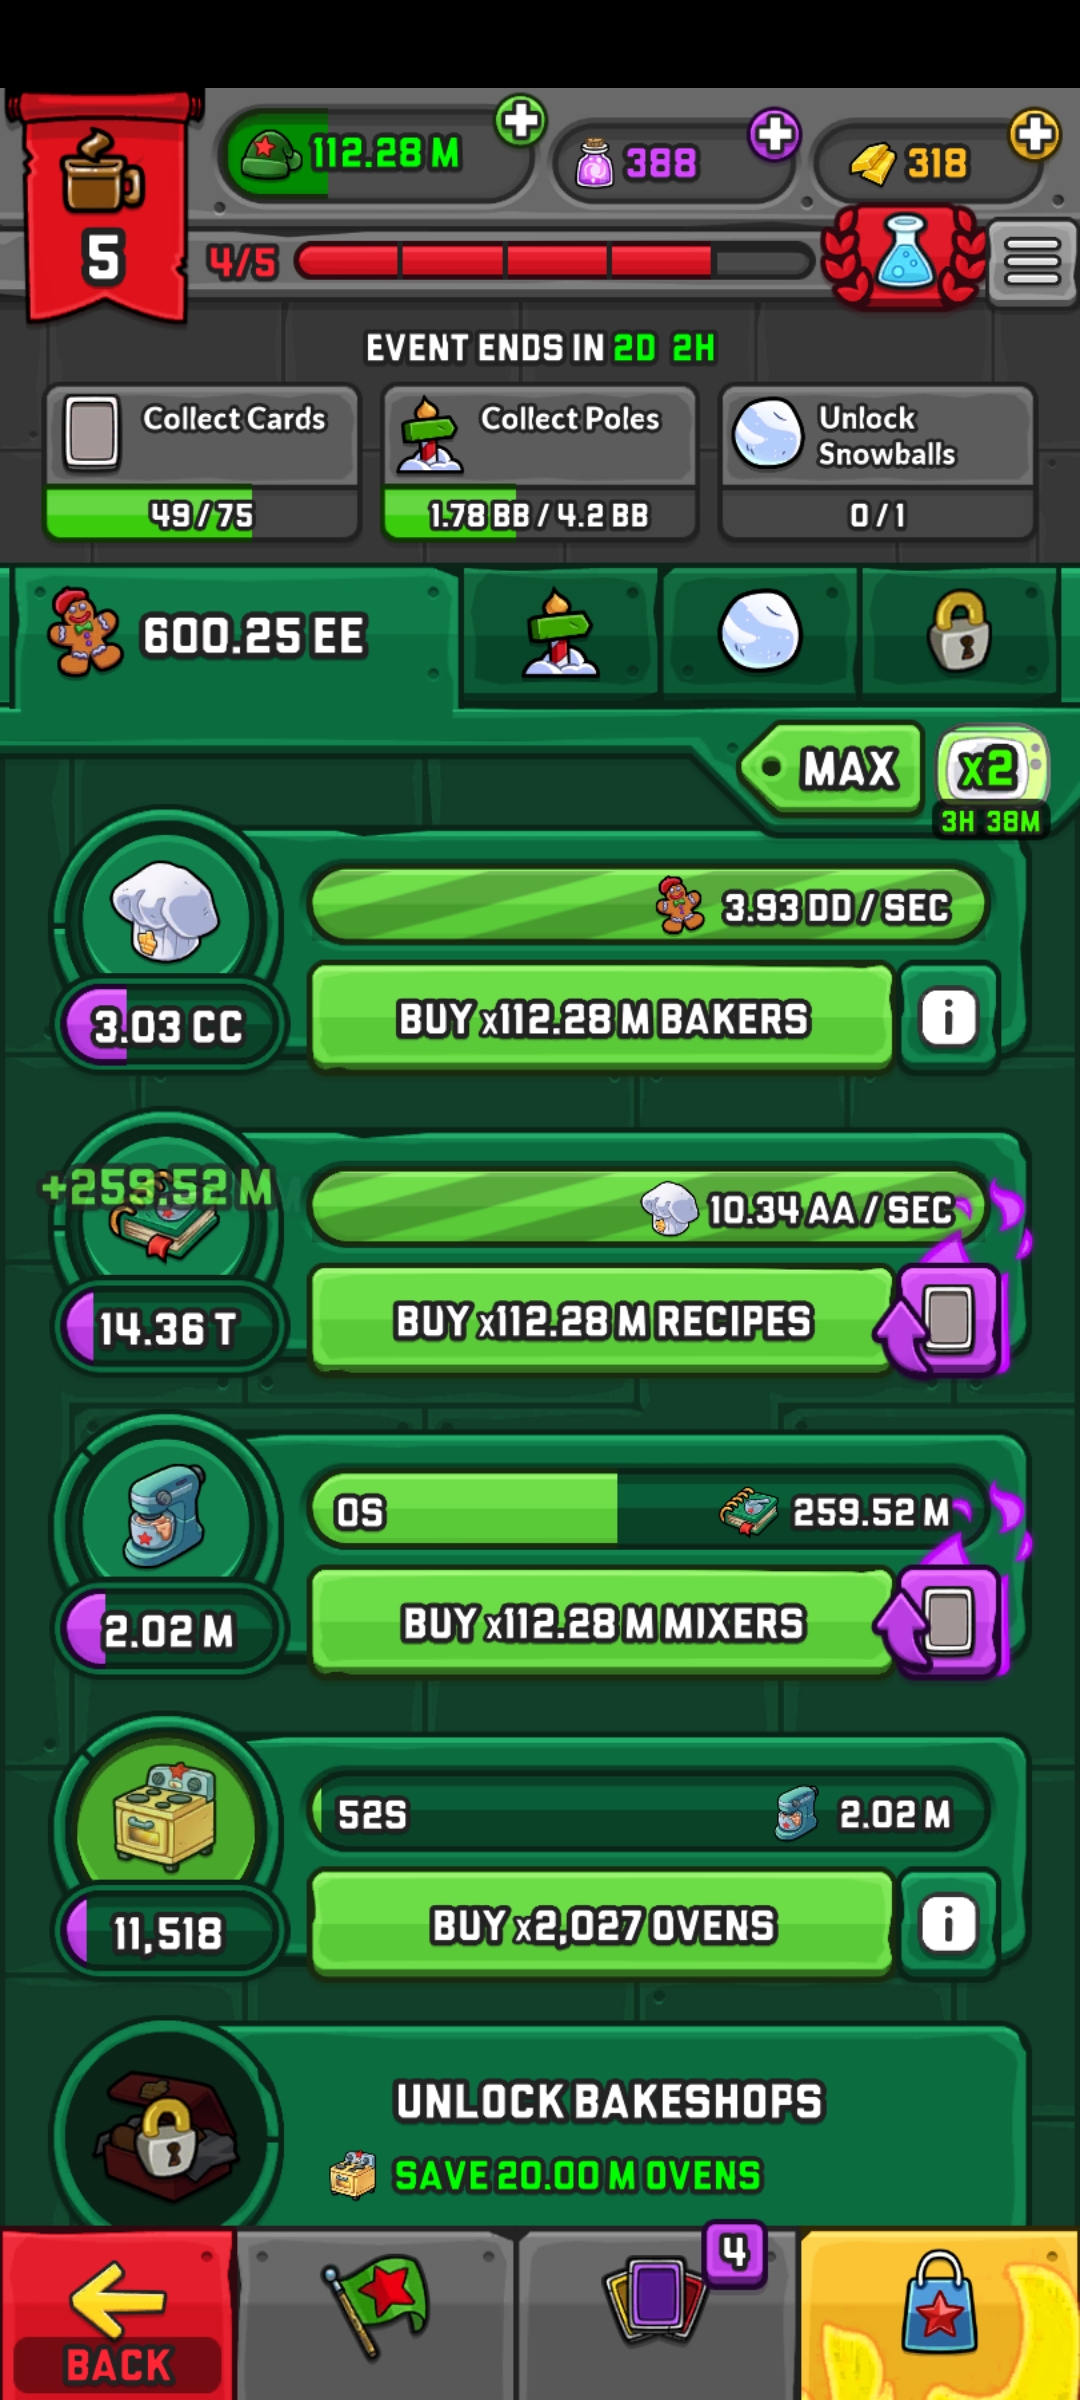 112.28 M
388
318
5
4/5
EVENT ENDS IN 2D 2H
Collect Cards
49/75
Collect Poles
1.78 BB / 4.2 BB
Unlock
Snowballs
0/1
600.25 EE
MAX
x2
3H 38M
3.93 DD / SEC
3.03 CC
BUY x112.28 M BAKERS
i
+259.52 M
10.34 AA / SEC
14.36 T
BUY x112.28 M RECIPES
0S
259.52 M
2.02 M
BUY x112.28 M MIXERS
52S
2.02 M
11,518
BUY x2,027 OVENS
i
UNLOCK BAKESHOPS
SAVE 20.00 M OVENS
4
BACK